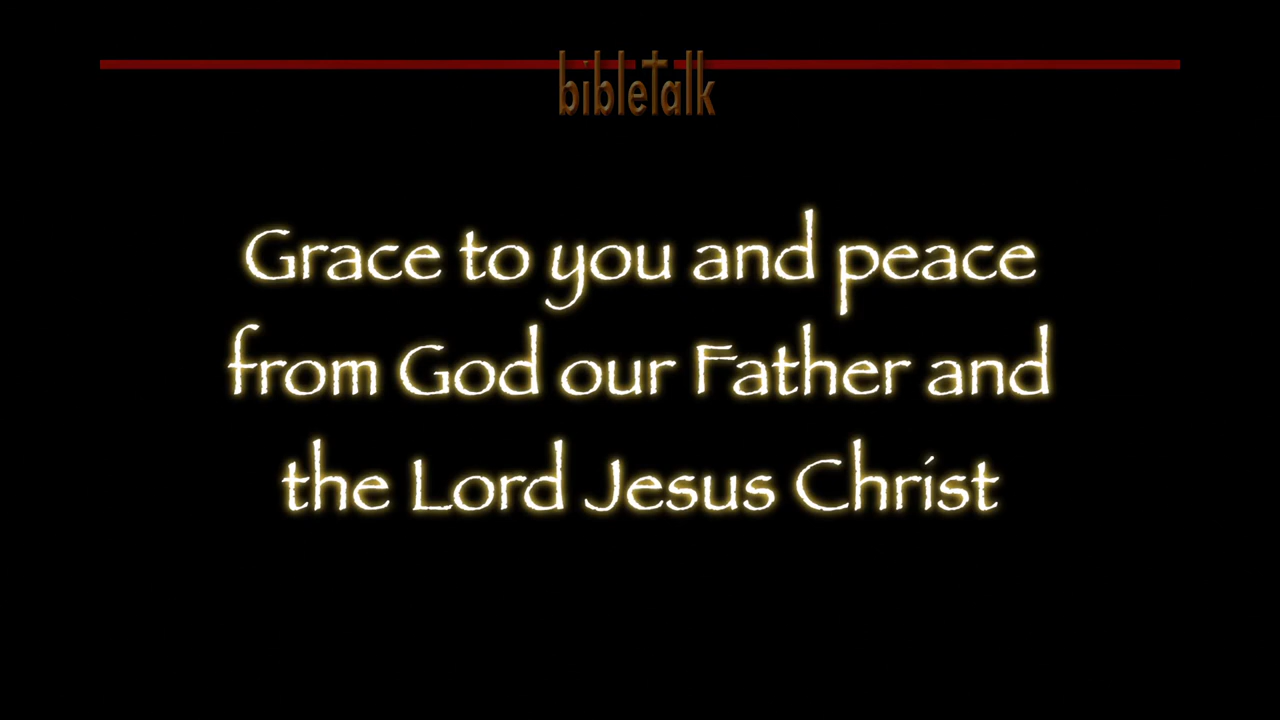 bibleTalk
Grace to you and peace
from God our Father and
the Lord Jesus Christ